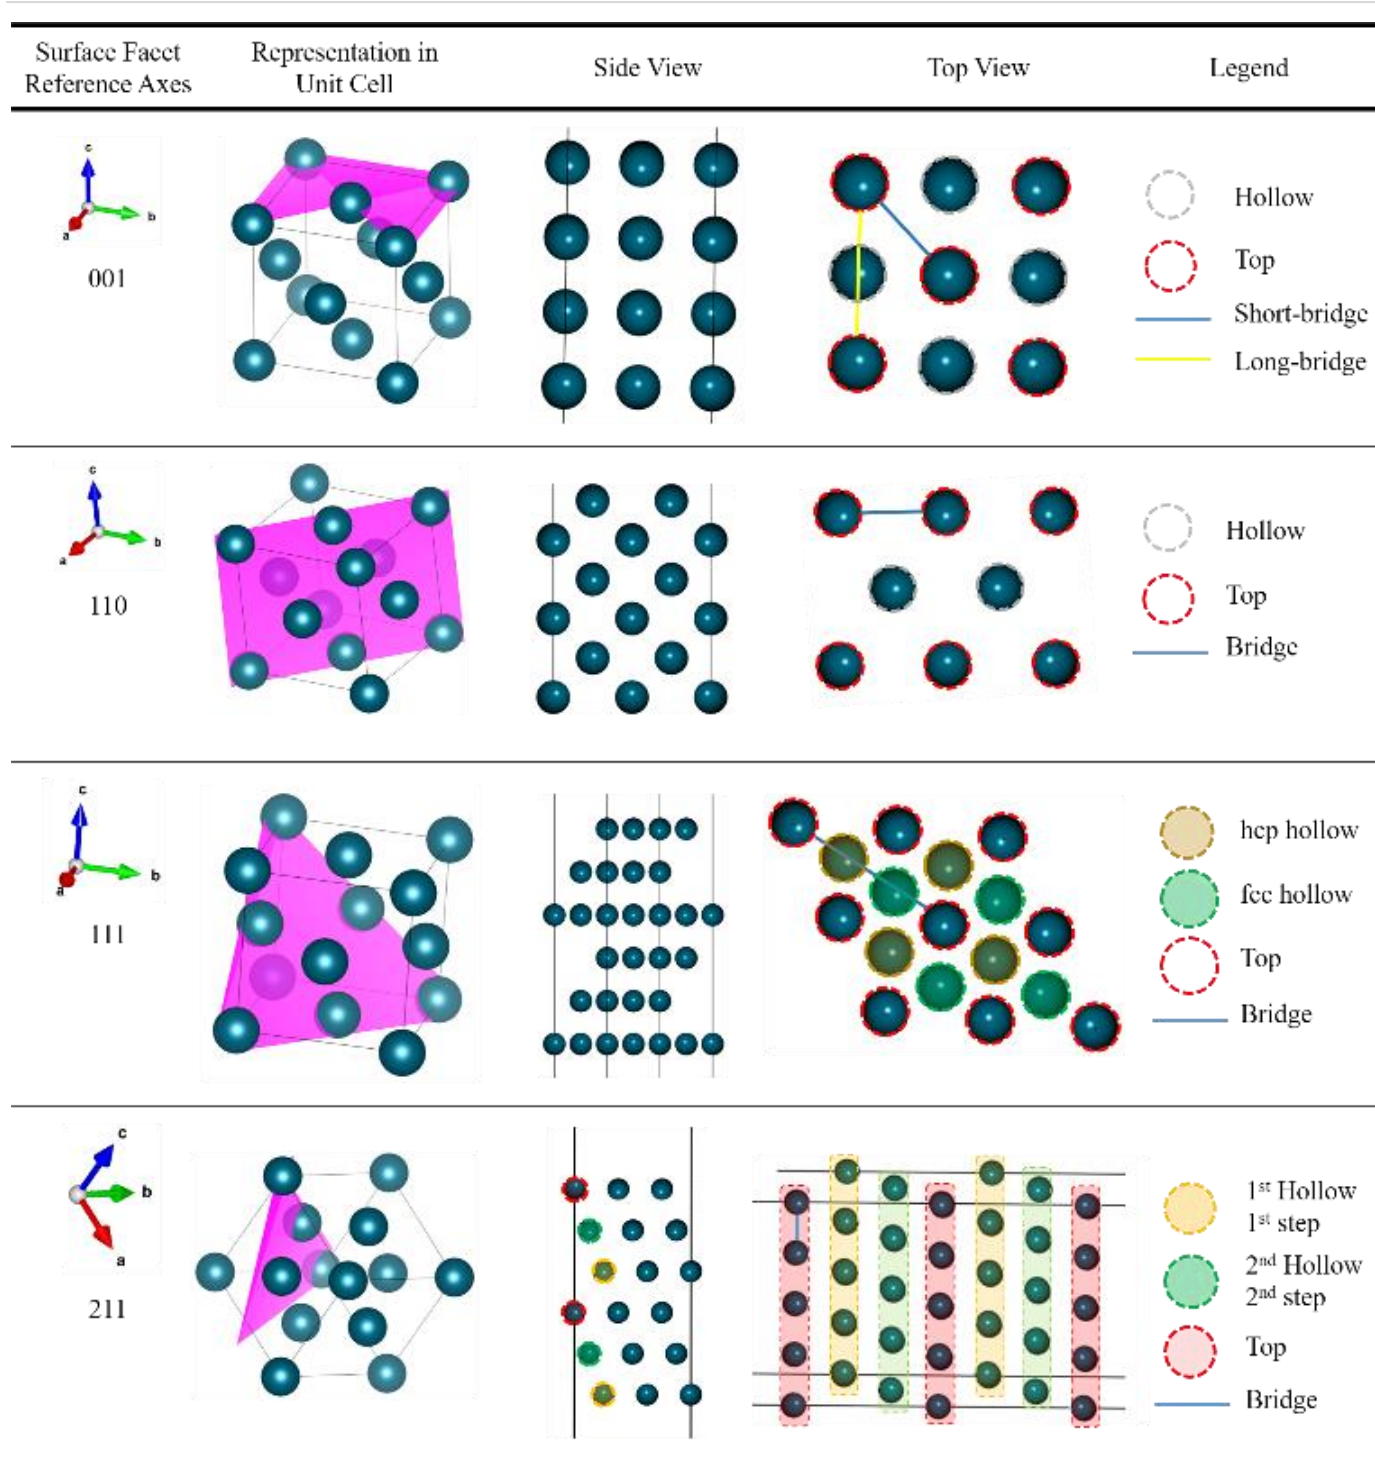 Surface Facet
Reference Axes
Representation in
Unit Cell
Side View
Top View
Legend
c
b
a
001
Hollow
Top
Short-bridge
Long-bridge
c
b
a
110
Hollow
Top
Bridge
c
b
a
111
hcp hollow
fcc hollow
Top
Bridge
c
b
a
211
1st Hollow
1st step
2nd Hollow
2nd step
Top
Bridge